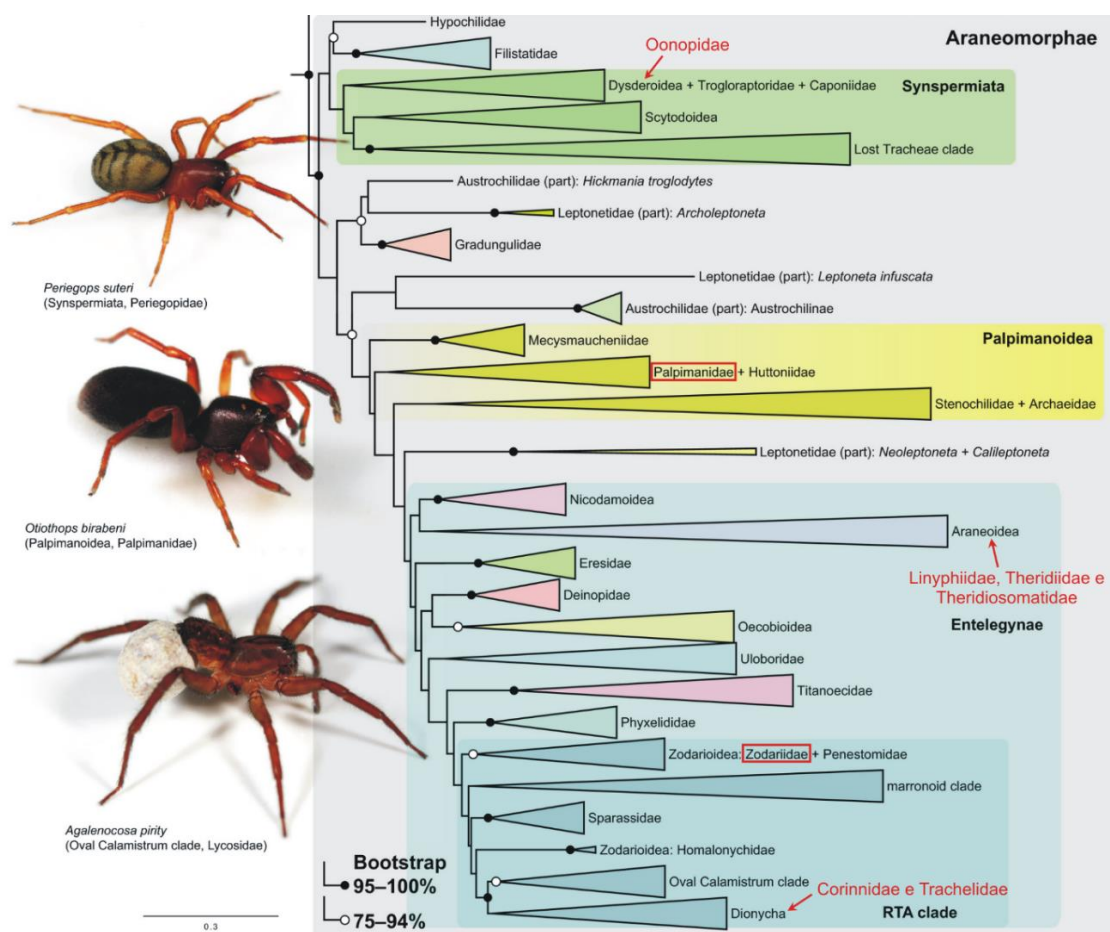 Hypochilidae
Araneomorphae
Filistatidae
Oonopidae
Dysderoidea + Trogloraptoridae + Caponiidae
Synspermiata
Scytodoidea
Lost Tracheae clade
Austrochilidae (part): Hickmania troglodytes
Leptonetidae (part): Archoleptoneta
Gradungulidae
Leptonetidae (part): Leptoneta infuscata
Periegops suteri
(Synspermiata, Periegopidae)
Austrochilidae (part): Austrochilinae
Mecysmaucheniidae
Palpimanoidea
Palpimanidae + Huttoniidae
Stenochilidae + Archaeidae
Leptonetidae (part): Neoleptoneta + Calileptoneta
Nicodamoidea
Otiothops birabeni
(Palpimanoidea, Palpimanidae)
Araneoidea
Eresidae
Linyphiidae, Theridiidae e
Theridiosomatidae
Deinopidae
Entelegynae
Oecobioidea
Uloboridae
Titanoecidae
Phyxelididae
Zodarioidea: Zodariidae + Penestomidae
marronoid clade
Sparassidae
Agalenocosa pirity
(Oval Calamistrum clade, Lycosidae)
Zodarioidea: Homalonychidae
Bootstrap
95–100%
75–94%
Oval Calamistrum clade
Corinnidae e Trachelidae
Dionycha
RTA clade
0.3